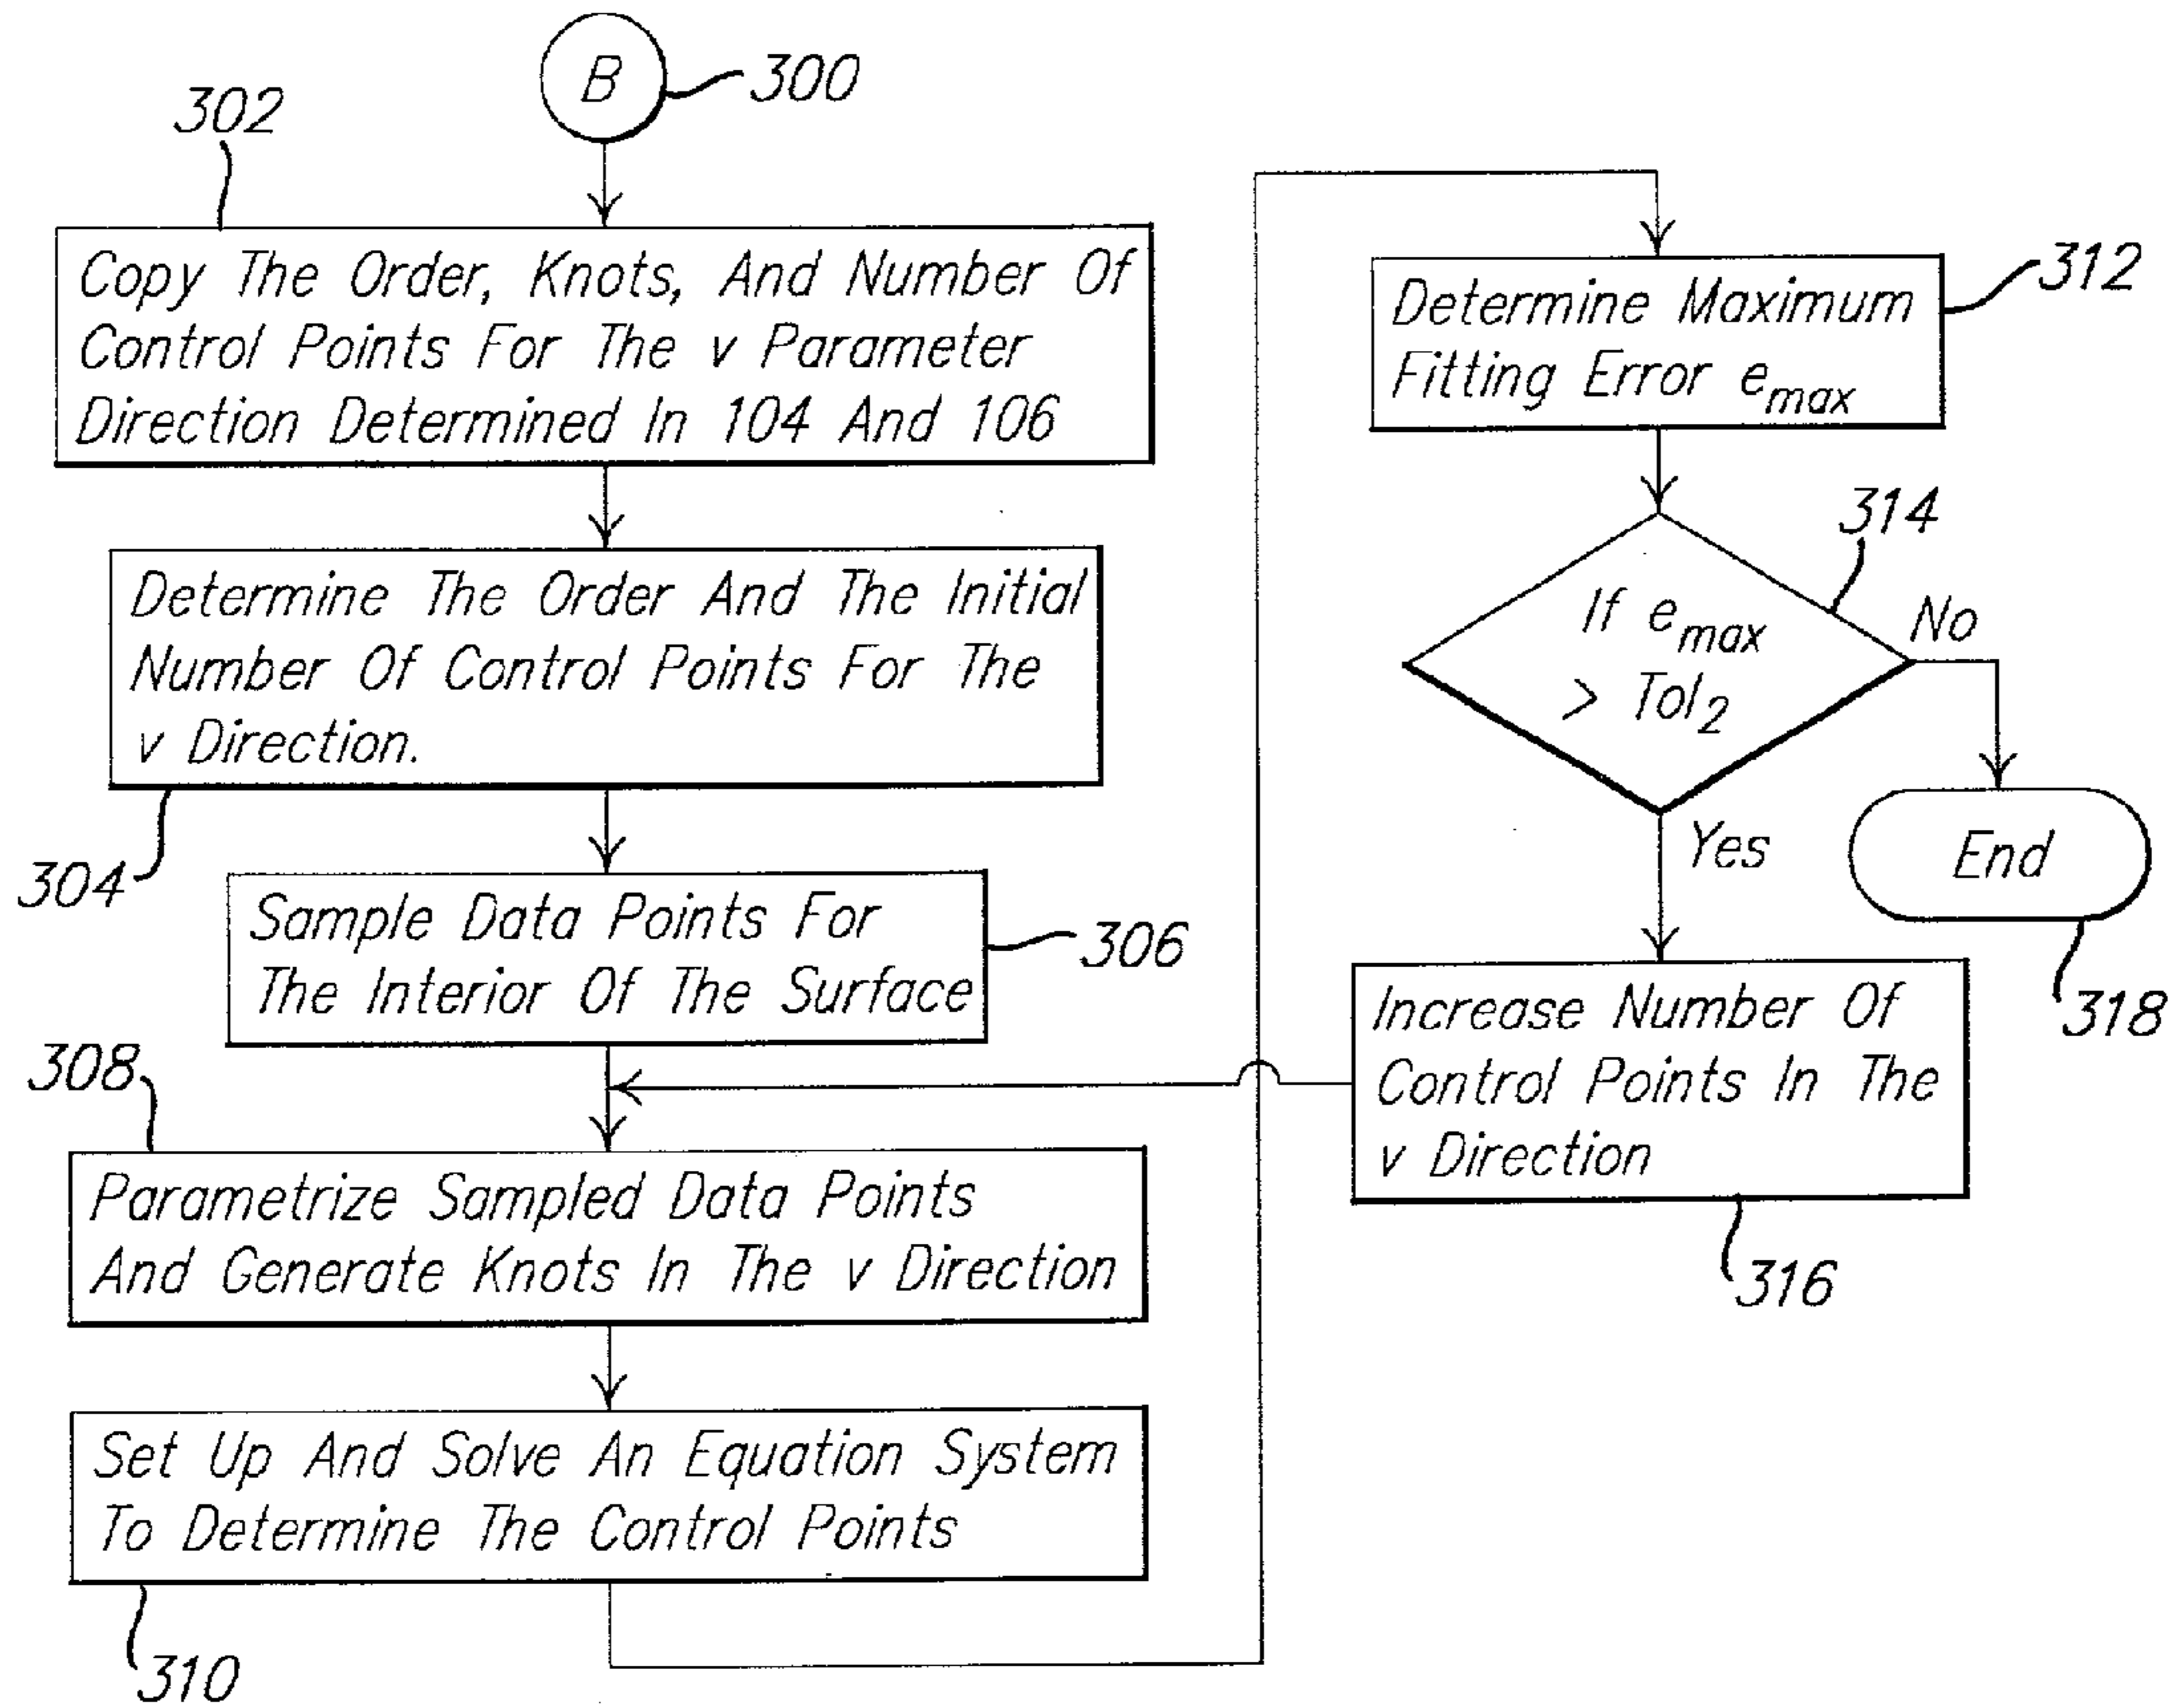 B
300
302
Copy The Order, Knots, And Number Of
Control Points For The v Parameter
Direction Determined In 104 And 106
Determine The Order And The Initial
Number Of Control Points For The
v Direction.
304
Sample Data Points For
The Interior Of The Surface
306
308
Parametrize Sampled Data Points
And Generate Knots In The v Direction
Set Up And Solve An Equation System
To Determine The Control Points
310
Determine Maximum
Fitting Error emax
312
314
If emax
> Tol2
No
Yes
End
318
Increase Number Of
Control Points In The
v Direction
316